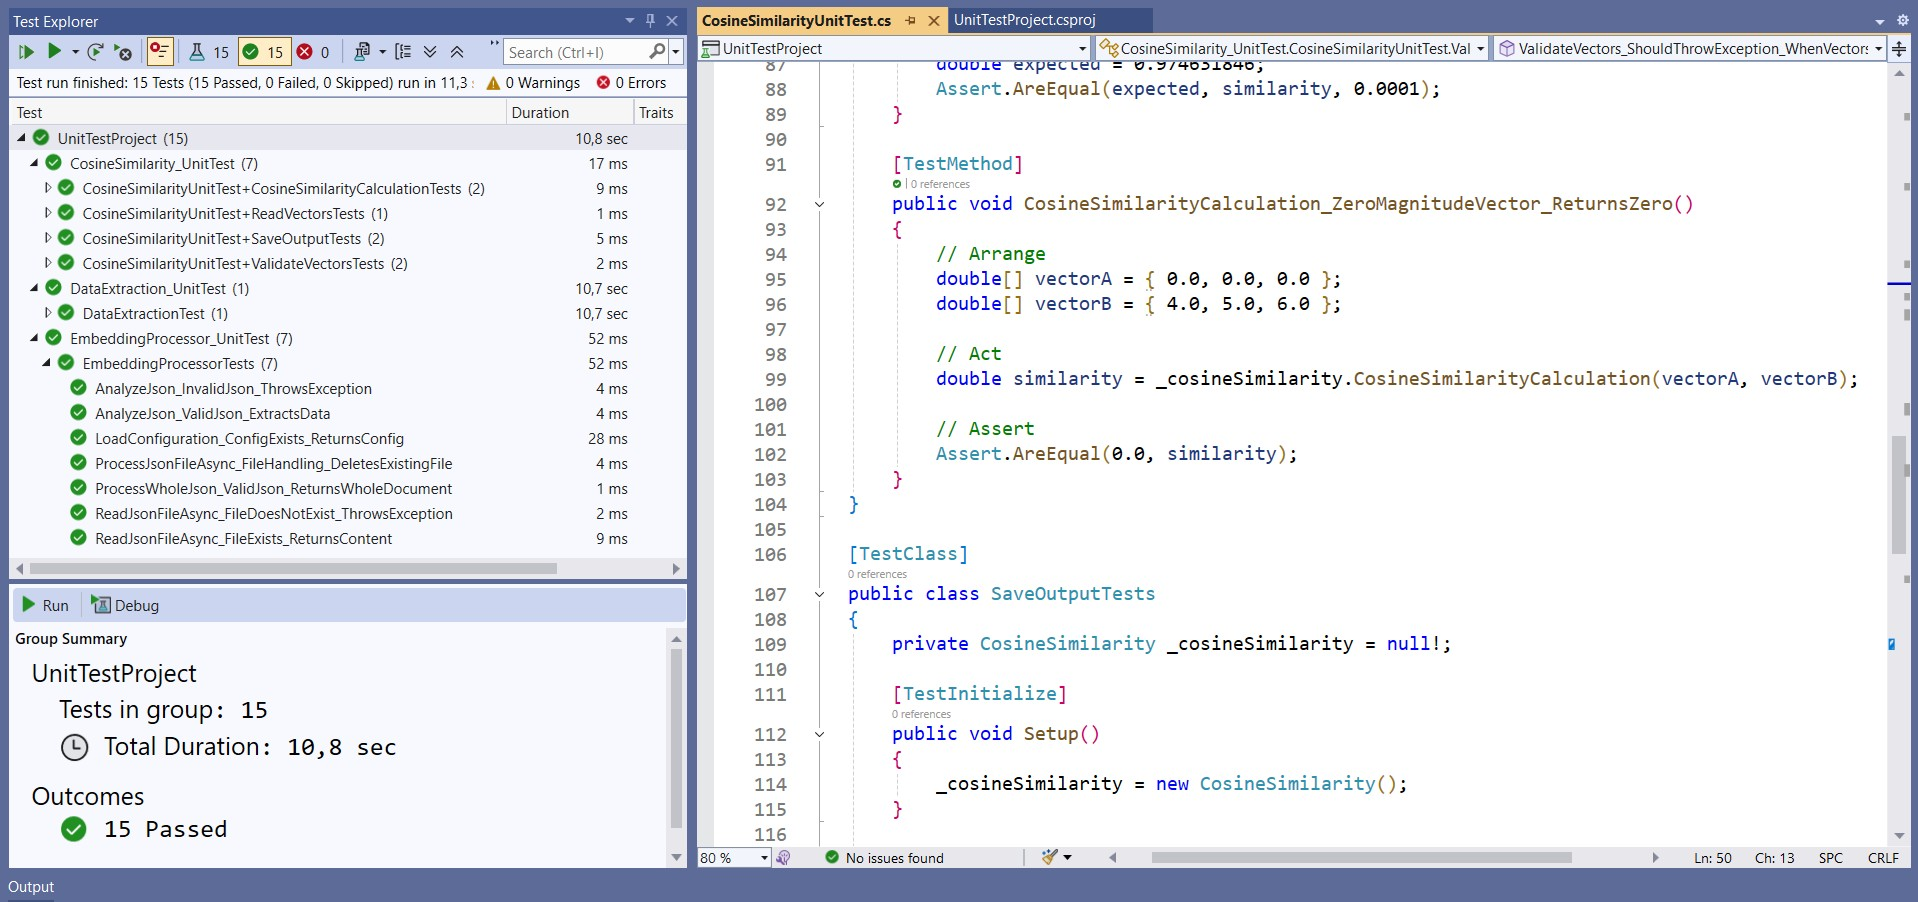 Test Explorer
15 15 0
Search (Ctrl+I)
Test run finished: 15 Tests (15 Passed, 0 Failed, 0 Skipped) run in 11,3 0 Warnings 0 Errors
Test Duration Traits
UnitTestProject (15) 10,8 sec
CosineSimilarity_UnitTest (7) 17 ms
CosineSimilarityUnitTest+CosineSimilarityCalculationTests (2) 9 ms
CosineSimilarityUnitTest+ReadVectorsTests (1) 1 ms
CosineSimilarityUnitTest+SaveOutputTests (2) 5 ms
CosineSimilarityUnitTest+ValidateVectorsTests (2) 2 ms
DataExtraction_UnitTest (1) 10,7 sec
DataExtractionTest (1) 10,7 sec
EmbeddingProcessor_UnitTest (7) 52 ms
EmbeddingProcessorTests (7) 52 ms
AnalyzeJson_InvalidJson_ThrowsException 4 ms
AnalyzeJson_ValidJson_ExtractsData 4 ms
LoadConfiguration_ConfigExists_ReturnsConfig 28 ms
ProcessJsonFileAsync_FileHandling_DeletesExistingFile 4 ms
ProcessWholeJson_ValidJson_ReturnsWholeDocument 1 ms
ReadJsonFileAsync_FileDoesNotExist_ThrowsException 2 ms
ReadJsonFileAsync_FileExists_ReturnsContent 9 ms
Run Debug
Group Summary
UnitTestProject
Tests in group: 15
Total Duration: 10,8 sec
Outcomes
15 Passed
Output
CosineSimilarityUnitTest.cs UnitTestProject.csproj
UnitTestProject CosineSimilarity_UnitTest.CosineSimilarityUnitTest.Val ValidateVectors_ShouldThrowException_WhenVectors
87 double expected = 0.974631846;
88 Assert.AreEqual(expected, similarity, 0.0001);
89 }
90
91 [TestMethod]
0 references
92 public void CosineSimilarityCalculation_ZeroMagnitudeVector_ReturnsZero()
93 {
94 // Arrange
95 double[] vectorA = { 0.0, 0.0, 0.0 };
96 double[] vectorB = { 4.0, 5.0, 6.0 };
97
98 // Act
99 double similarity = _cosineSimilarity.CosineSimilarityCalculation(vectorA, vectorB);
100
101 // Assert
102 Assert.AreEqual(0.0, similarity);
103 }
104 }
105
106 [TestClass]
0 references
107 public class SaveOutputTests
108 {
109 private CosineSimilarity _cosineSimilarity = null!;
110
111 [TestInitialize]
0 references
112 public void Setup()
113 {
114 _cosineSimilarity = new CosineSimilarity();
115 }
116
80 % No issues found Ln: 50 Ch: 13 SPC CRLF